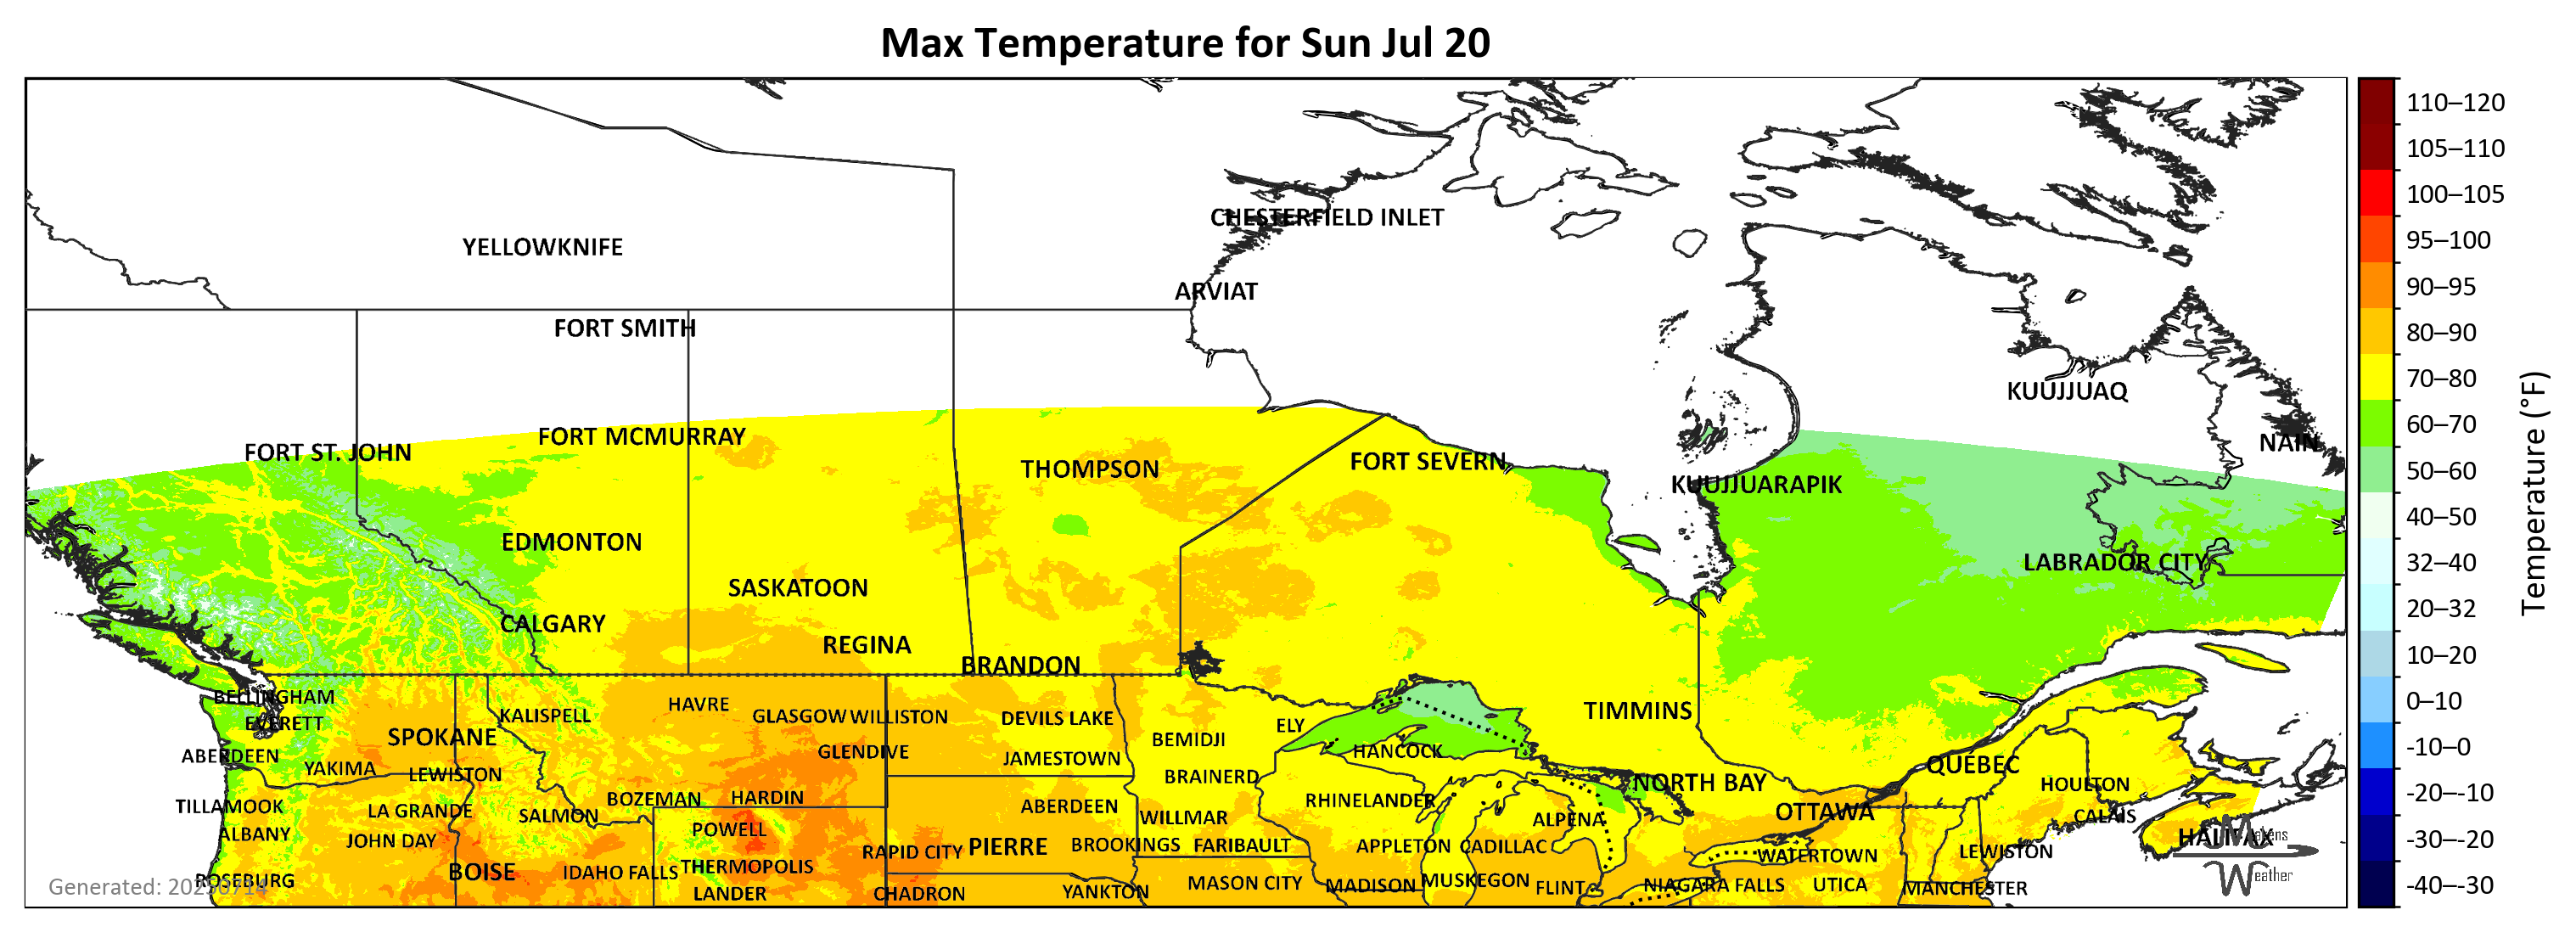 Max Temperature for Sun Jul 20
CHESTERFIELD INLET
YELLOWKNIFE
ARVIAT
FORT SMITH
KUUJJUAQ
FORT MCMURRAY
NAIN
FORT ST. JOHN
FORT SEVERN
THOMPSON
KUUJJUARAPIK
EDMONTON
LABRADOR CITY
SASKATOON
CALGARY
REGINA
BRANDON
BELLINGHAM
HAVRE
TIMMINS
KALISPELL
GLASGOW
WILLISTON
DEVILS LAKE
EVERETT
ELY
SPOKANE
BEMIDJI
HANCOCK
GLENDIVE
ABERDEEN
JAMESTOWN
QUÉBEC
YAKIMA
LEWISTON
BRAINERD
NORTH BAY
HOULTON
BOZEMAN
HARDIN
RHINELANDER
TILLAMOOK
ABERDEEN
LA GRANDE
SALMON
WILLMAR
OTTAWA
CALAIS
ALPENA
POWELL
ALBANY
JOHN DAY
HALIFAX
PIERRE
BROOKINGS
FARIBAULT
APPLETON
CADILLAC
RAPID CITY
LEWISTON
WATERTOWN
THERMOPOLIS
BOISE
IDAHO FALLS
ROSEBURG
MUSKEGON
MASON CITY
MADISON
FLINT
NIAGARA FALLS
UTICA
MANCHESTER
LANDER
CHADRON
YANKTON
Generated: 20250714
Makens
Weather
110–120
105–110
100–105
95–100
90–95
80–90
70–80
60–70
50–60
40–50
32–40
20–32
10–20
0–10
-10–0
-20–-10
-30–-20
-40–-30
Temperature (°F)